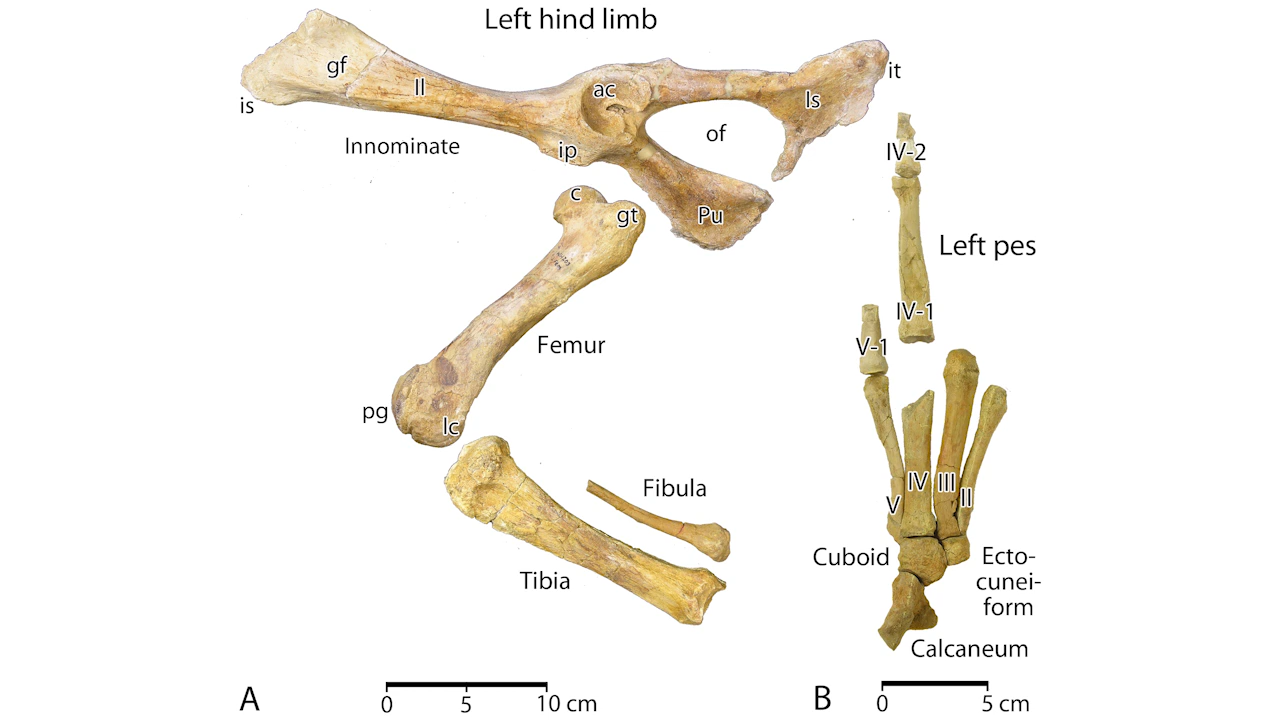 Left hind limb
gf
Il
ac
Is
it
is
of
Innominate
ip
IV-2
c
gt
Pu
Left pes
IV-1
Femur
V-1
pg
lc
IV
III
II
V
Fibula
Cuboid
Ecto-
cunei-
form
Tibia
Calcaneum
A
0
5
10 cm
B
0
5 cm